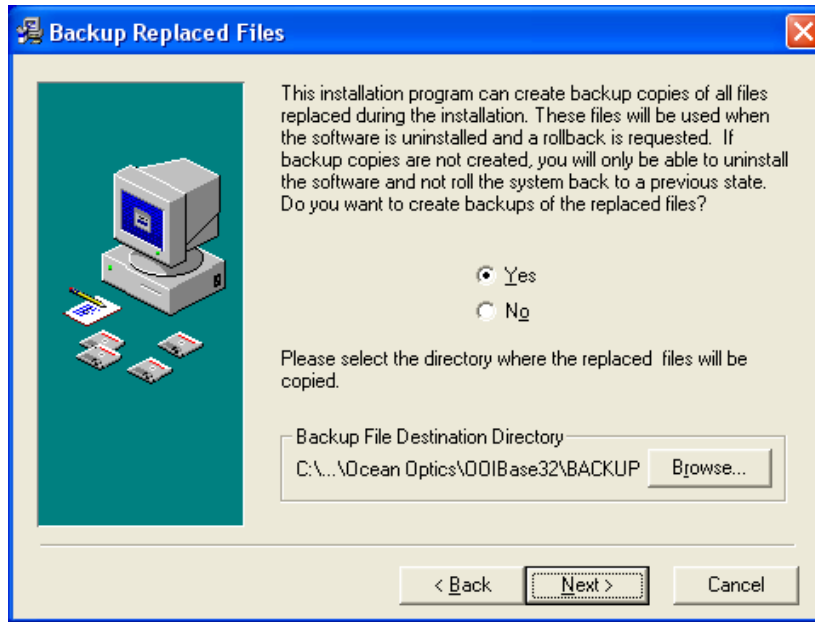 Backup Replaced Files
This installation program can create backup copies of all files
replaced during the installation. These files will be used when
the software is uninstalled and a rollback is requested. If
backup copies are not created, you will only be able to uninstall
the software and not roll the system back to a previous state.
Do you want to create backups of the replaced files?
Yes
No
Please select the directory where the replaced files will be
copied.
Backup File Destination Directory
C:\...\Ocean Optics\OOIBase32\BACKUP Browse...
< Back Next > Cancel